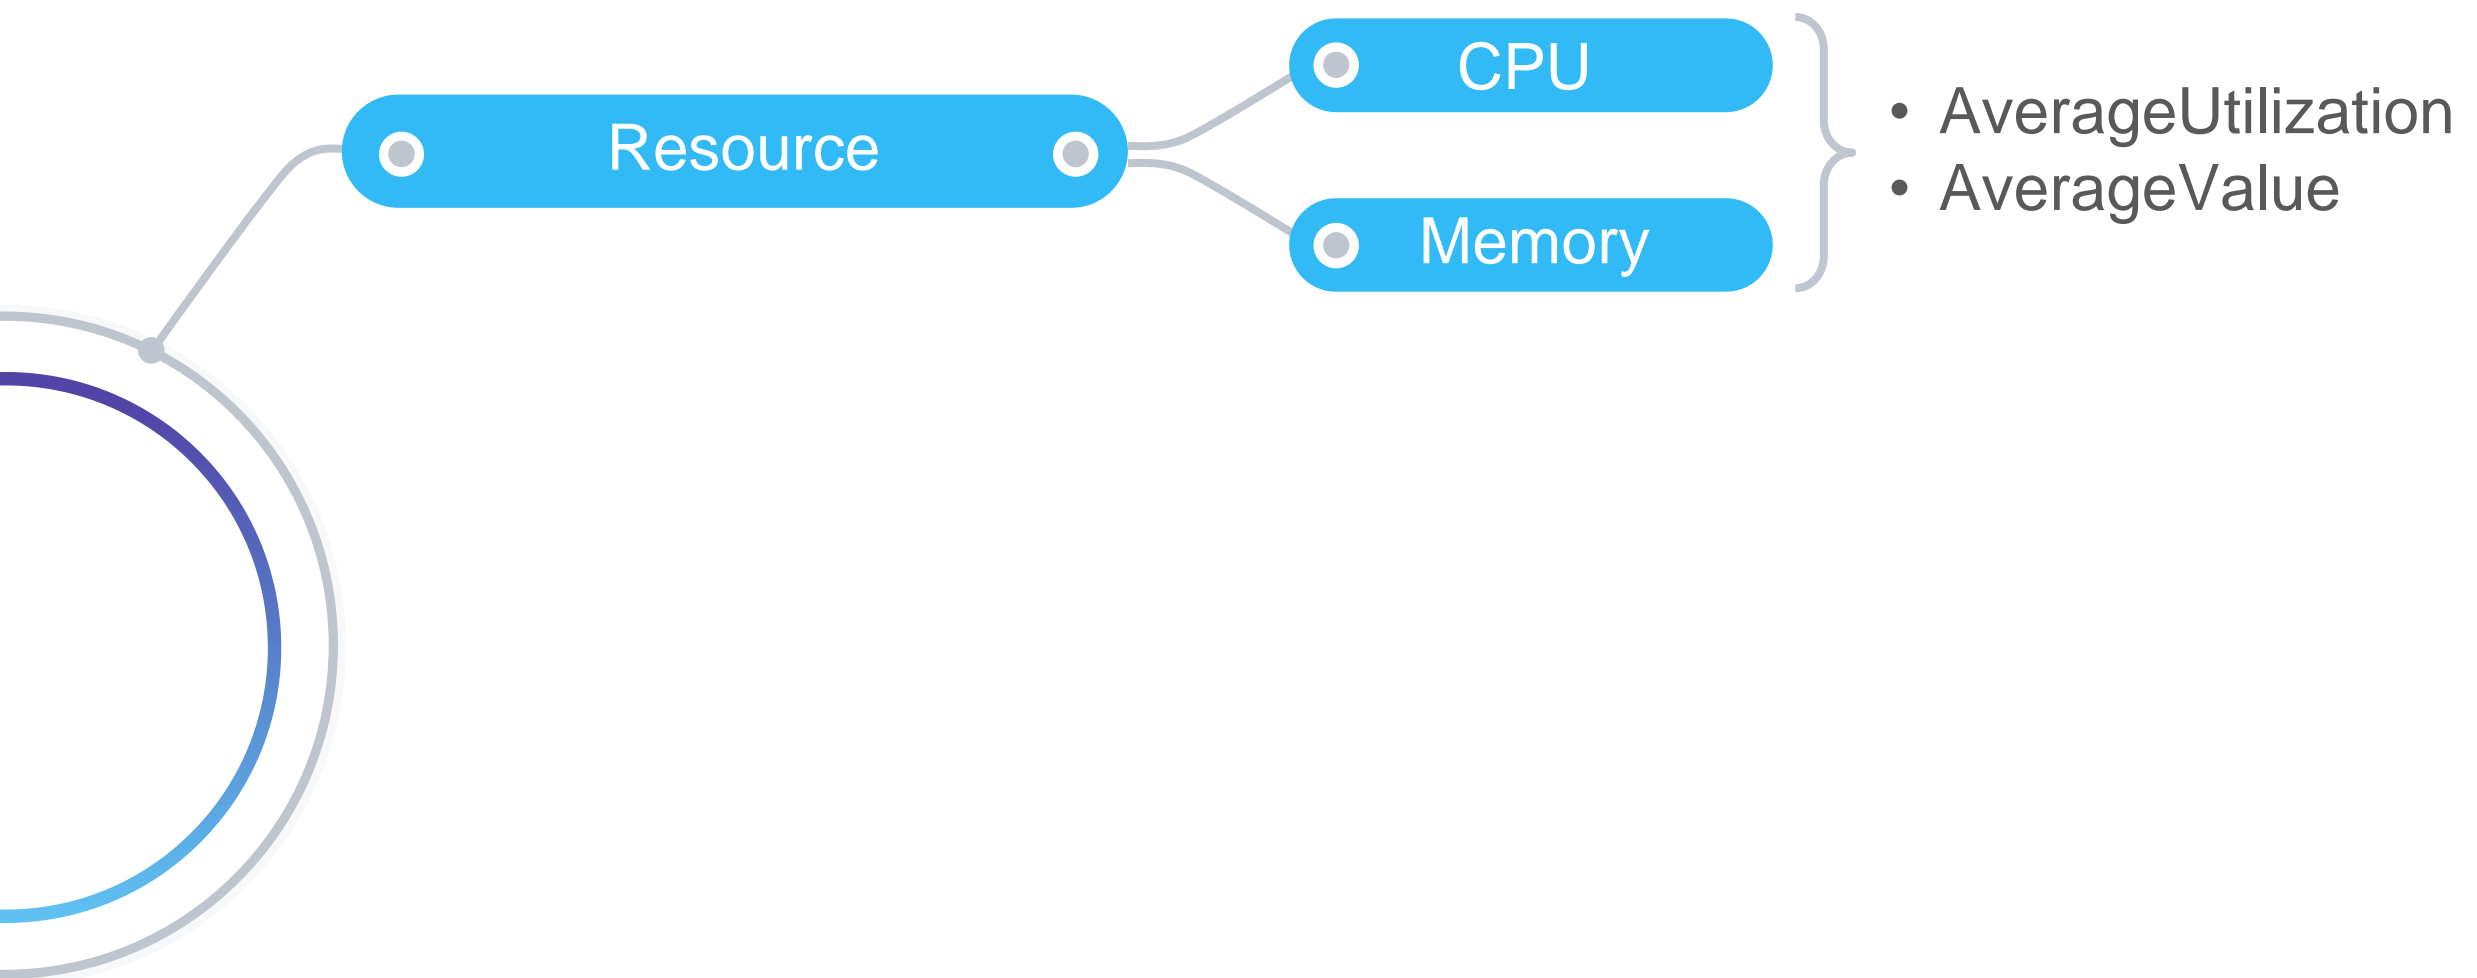 Resource
CPU
Memory
• AverageUtilization
• AverageValue